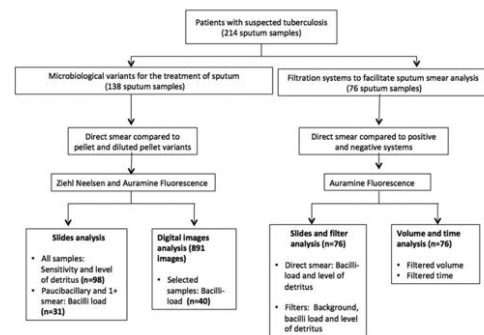 Patients with suspected tuberculosis
(214 sputum samples)
Microbiological variants for the treatment of sputum
(138 sputum samples)
Filtration systems to facilitate sputum smear analysis
(76 sputum samples)
Direct smear compared to
pellet and diluted pellet variants
Direct smear compared to positive
and negative systems
Ziehl Neelsen and Auramine Fluorescence
Auramine Fluorescence
Slides analysis
• All samples:
Sensitivity and level
of detritus (n=98)
• Paucibacillary and 1+
smear: Bacilli load
(n=31)
Digital images analysis
(891
images)
• Selected
samples: Bacilli-
load (n=40)
Slides and filter
analysis (n=76)
• Direct smear: Bacilli-
load and level of
detritus
• Filters: Background,
bacilli load and level of
detritus
Volume and time
analysis (n=76)
• Filtered volume
• Filtered time